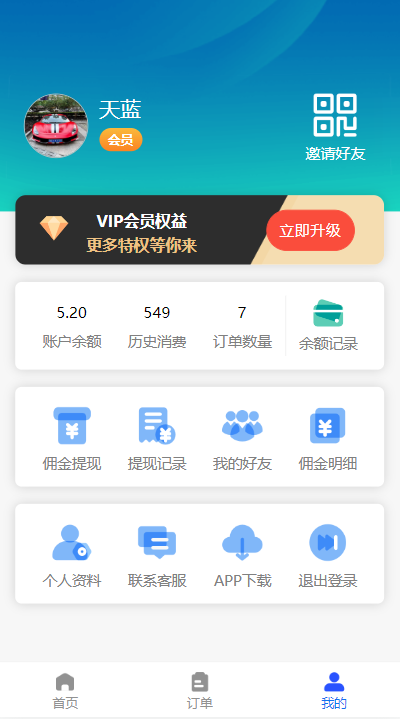 天蓝
会员
邀请好友
VIP会员权益
更多特权等你来
立即升级
5.20 549 7
账户余额 历史消费 订单数量 余额记录
佣金提现 提现记录 我的好友 佣金明细
个人资料 联系客服 APP下载 退出登录
首页 订单 我的